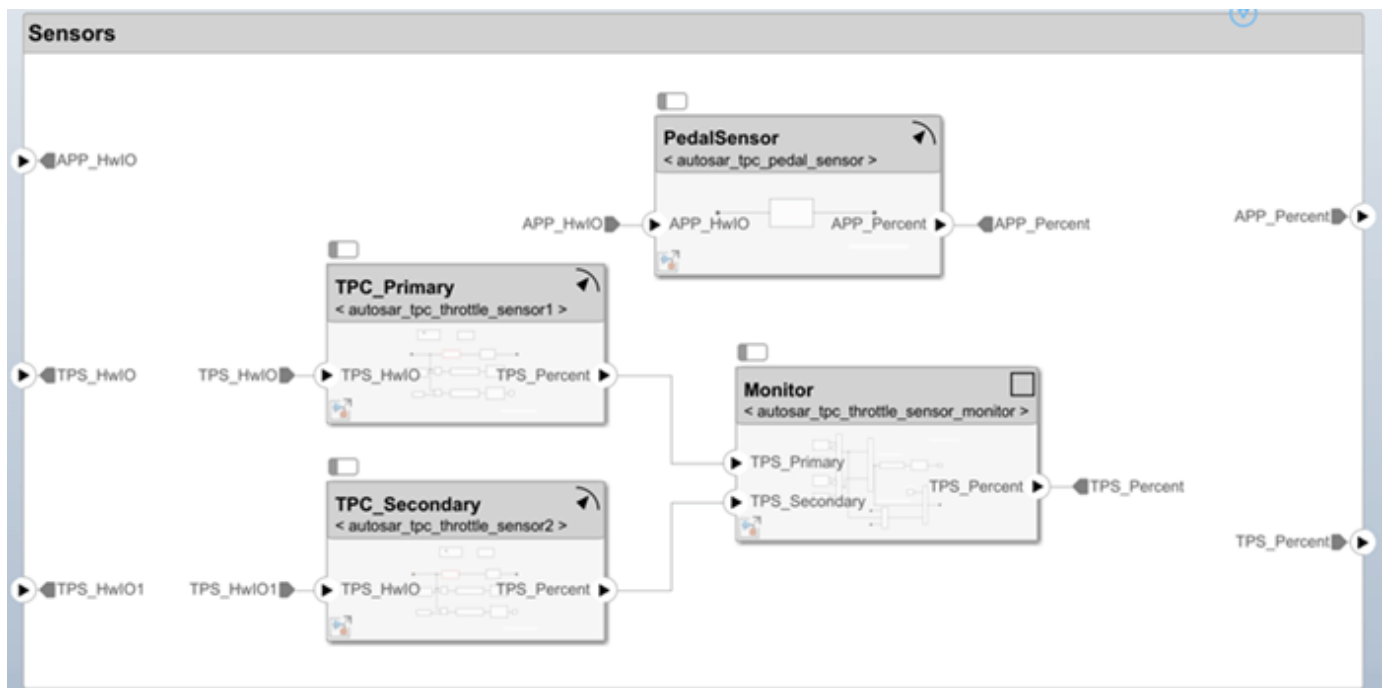 Sensors
APP_HwIO
PedalSensor
< autosar_tpc_pedal_sensor >
APP_HwIO
APP_HwIO
APP_Percent
APP_Percent
APP_Percent
TPC_Primary
< autosar_tpc_throttle_sensor1 >
TPS_HwIO
TPS_HwIO
TPS_HwIO
TPS_Percent
Monitor
< autosar_tpc_throttle_sensor_monitor >
TPS_Primary
TPS_Secondary
TPS_Percent
TPS_Percent
TPS_Percent
TPC_Secondary
< autosar_tpc_throttle_sensor2 >
TPS_HwIO1
TPS_HwIO1
TPS_HwIO
TPS_Percent